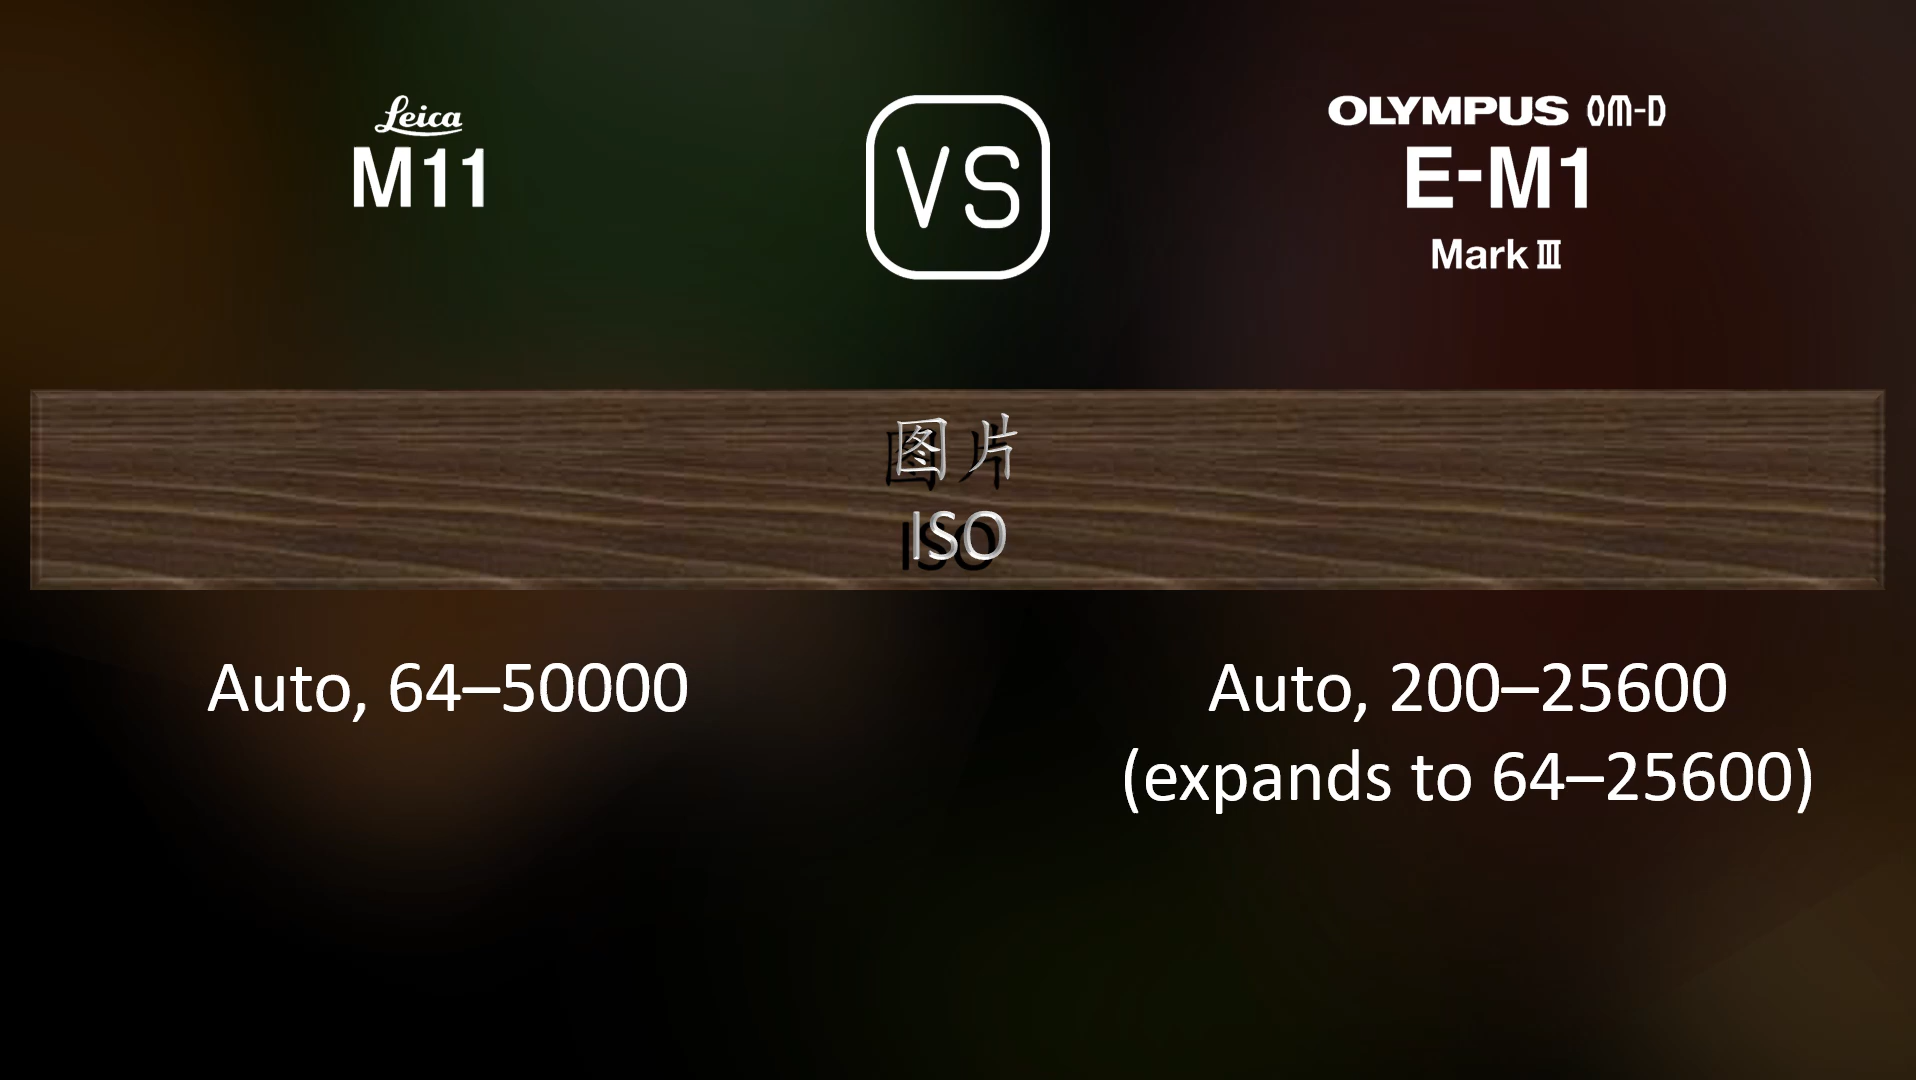 Leica
M11
VS
OLYMPUS OM-D
E-M1
Mark III
图片
ISO
Auto, 64–50000
Auto, 200–25600
(expands to 64–25600)